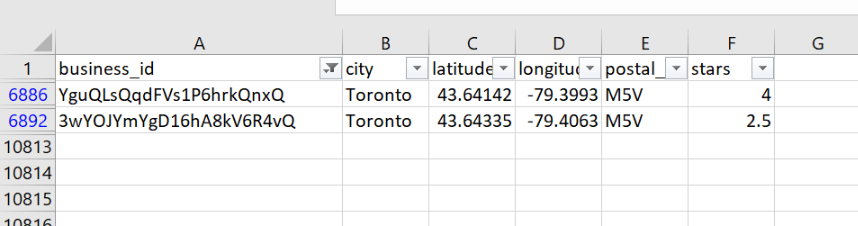 A B C D E F G
1 business_id city latitude longitud postal_ stars
6886 YguQLsQqdFVs1P6hrkQnxQ Toronto 43.64142 -79.3993 M5V 4
6892 3wYOJYmYgD16hA8kV6R4vQ Toronto 43.64335 -79.4063 M5V 2.5
10813
10814
10815
10816